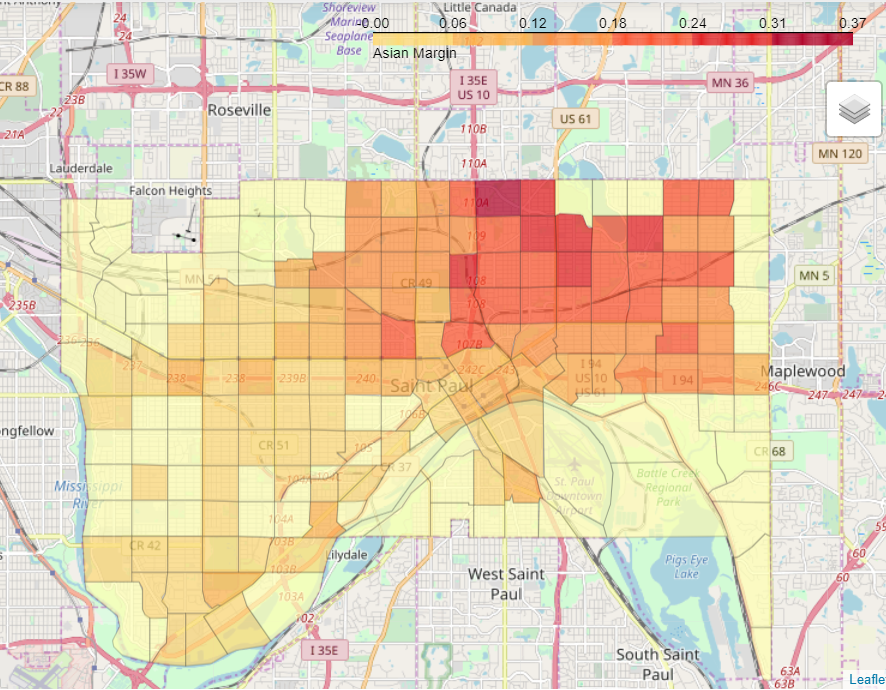 Shoreview
-Marine
Seaplane
Base
Little Canada
0.00 0.06 0.12 0.18 0.24 0.31 0.37
Asian Margin
24
I 35W
CR 88
23B
21A
I 35E
US 10
MN 36
Roseville
110B
US 61
MN 120
Lauderdale
110A
Falcon Heights
110A
109
MN 51
CR 49
108
MN 5
235B
108
107B
237
238
238
239B
240
242C
243
I 94
US 10
US 61
I 94
Maplewood
246C
247
247
Saint Paul
106B
ongfellow
CR 51
105
CR 68
CR 37
Mississippi
River
St. Paul
Downtown
Airport
Battle Creek
Regional
Park
104A
CR 42
103B
103B
Lilydale
103A
West Saint
Paul
Pigs Eye
Lake
60
60
102
I 35E
South Saint
Paul
63A
63B
Leafle